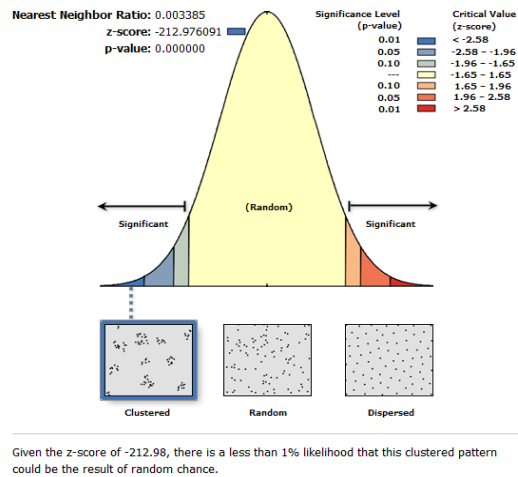 Nearest Neighbor Ratio: 0.003385
z-score: -212.976091
p-value: 0.000000
Significance Level
(p-value)
Critical Value
(z-score)
0.01 < -2.58
0.05 -2.58 – -1.96
0.10 -1.96 – -1.65
--- -1.65 – 1.65
0.10 1.65 – 1.96
0.05 1.96 – 2.58
0.01 > 2.58
(Random)
Significant Significant
Clustered Random Dispersed
Given the z-score of -212.98, there is a less than 1% likelihood that this clustered pattern
could be the result of random chance.